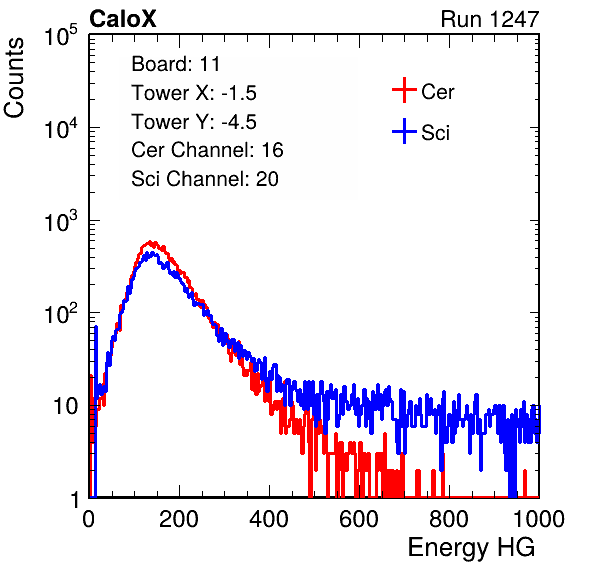 CaloX Run 1247
Counts
Board: 11
Tower X: -1.5
Tower Y: -4.5
Cer Channel: 16
Sci Channel: 20
Cer
Sci
10^5
10^4
10^3
10^2
10
1
0 200 400 600 800 1000
Energy HG